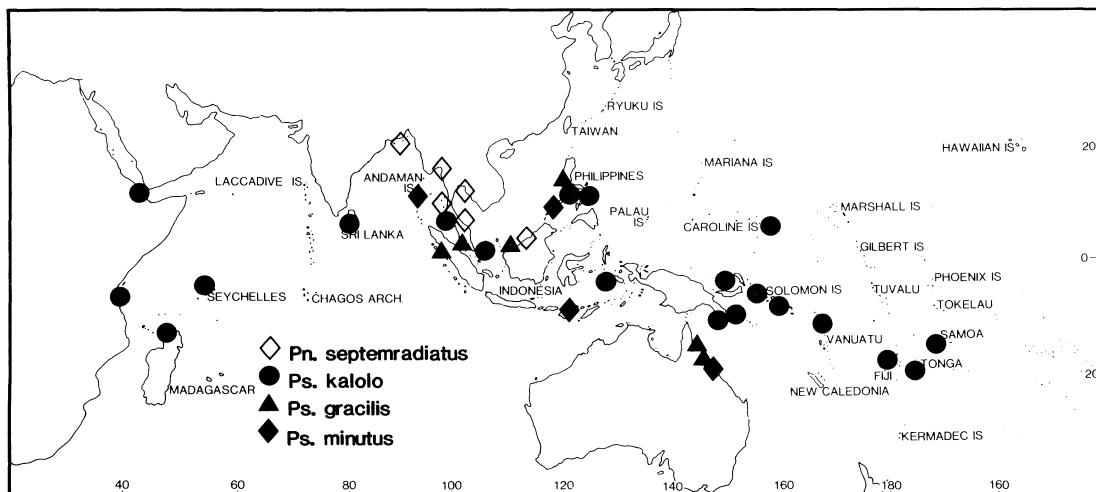 RYUKU IS
TAIWAN
HAWAIIAN IS
20
MARIANA IS
LACCADIVE IS.
ANDAMAN
IS
PHILIPPINES
PALAU
IS
MARSHALL IS
CAROLINE IS
SRI LANKA
GILBERT IS
0
PHOENIX IS
SEYCHELLES
CHAGOS ARCH.
INDONESIA
SOLOMON IS
TUVALU
TOKELAU
VANUATU
SAMOA
Pn. septemradiatus
Ps. kalolo
Ps. gracilis
Ps. minutus
MADAGASCAR
FIJI
TONGA
20
NEW CALEDONIA
KERMADEC IS
40
60
80
100
120
140
160
160